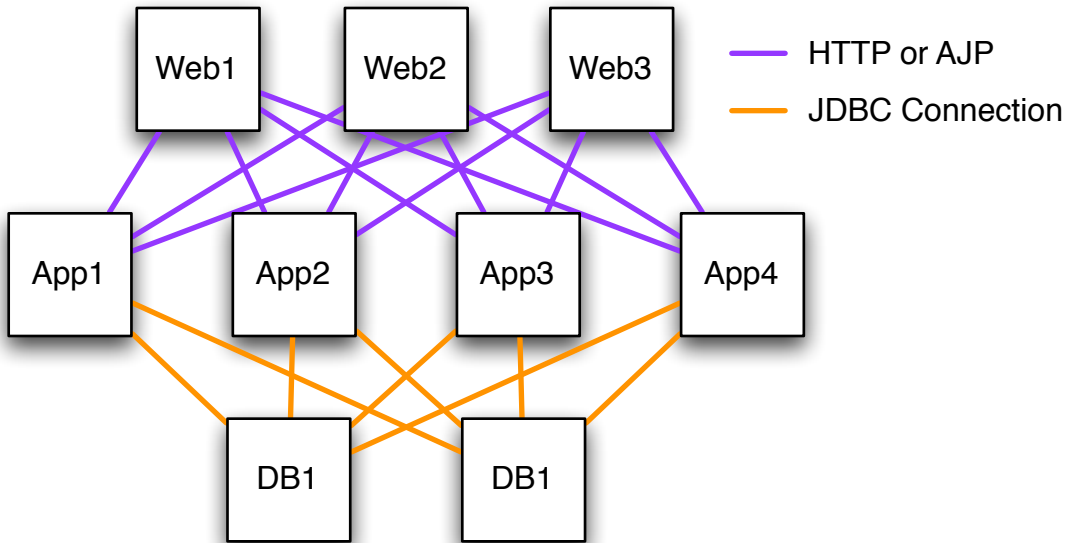 Web1
Web2
Web3
HTTP or AJP
JDBC Connection
App1
App2
App3
App4
DB1
DB1